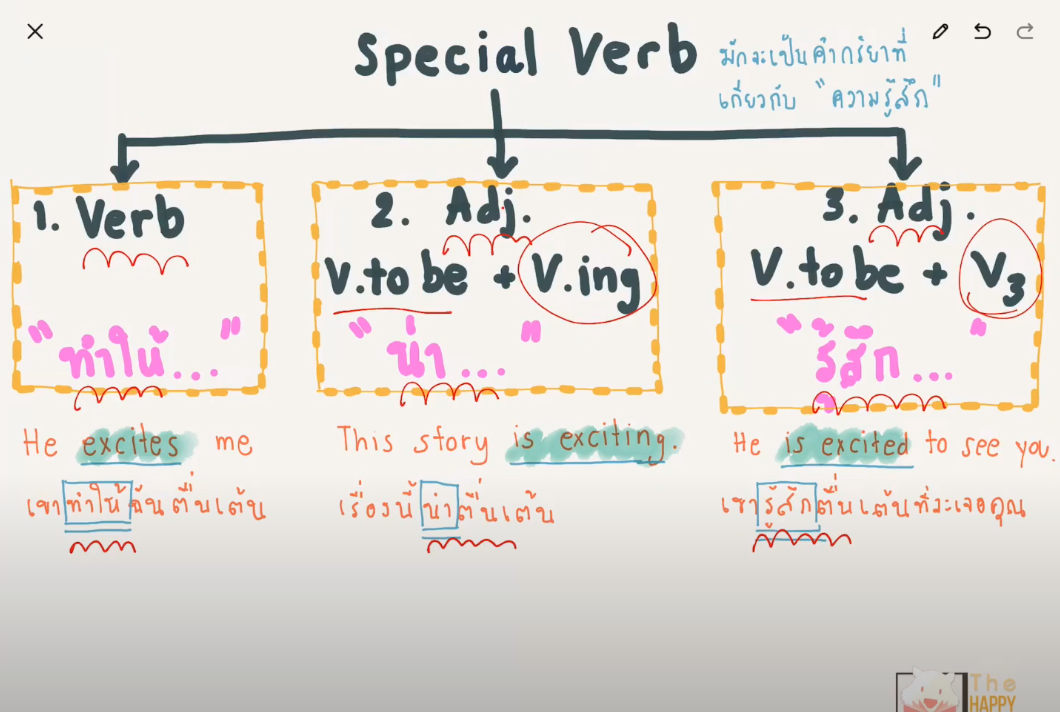 Special Verb
มักจะเป็นคำกริยาที่
เกี่ยวกับ "ความรู้สึก"
1. Verb
"ทำให้..."
He excites me
เขาทำให้ฉันตื่นเต้น
2. Adj.
V.to be + V.ing
"น่า..."
This story is exciting.
เรื่องนี้น่าตื่นเต้น
3. Adj.
V.to be + V3
"รู้สึก..."
He is excited to see you.
เขารู้สึกตื่นเต้นที่จะเจอคุณ
The
HAPPY